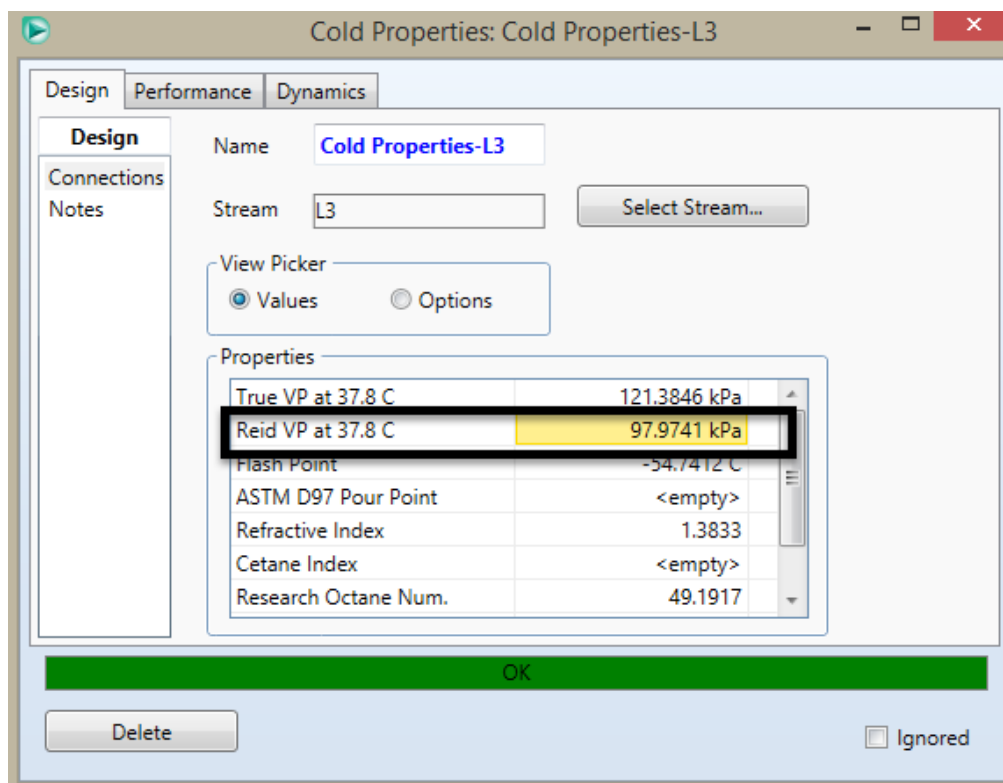 Cold Properties: Cold Properties-L3
Design Performance Dynamics
Design
Connections
Notes
Name Cold Properties-L3
Stream L3 Select Stream...
View Picker
Values Options
Properties
True VP at 37.8 C 121.3846 kPa
Reid VP at 37.8 C 97.9741 kPa
Flash Point -54.7412 C
ASTM D97 Pour Point <empty>
Refractive Index 1.3833
Cetane Index <empty>
Research Octane Num. 49.1917
OK
Delete Ignored